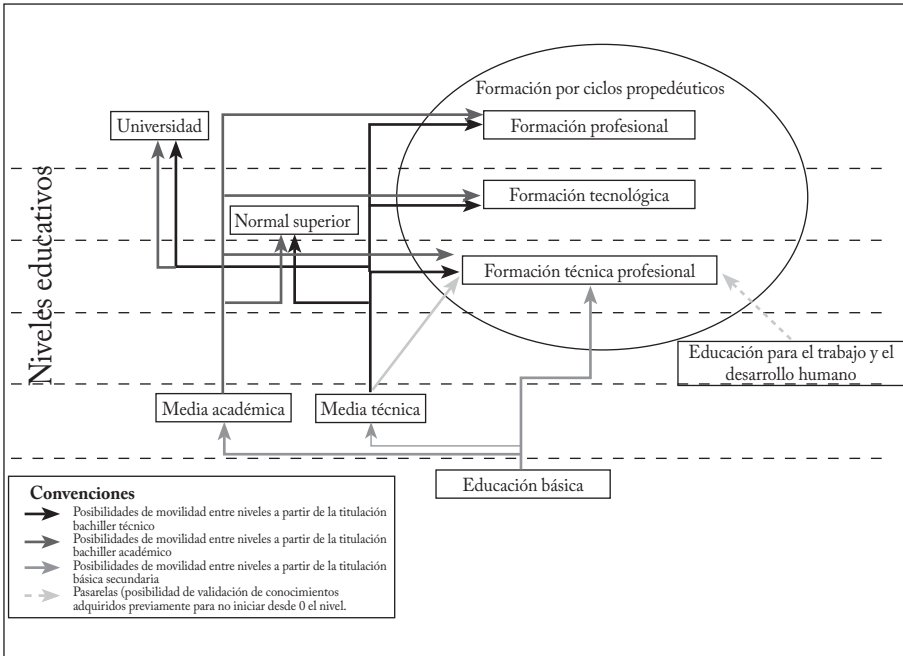 Niveles educativos
Formación por ciclos propedéuticos
Universidad
Formación profesional
Formación tecnológica
Normal superior
Formación técnica profesional
Educación para el trabajo y el
desarrollo humano
Media académica
Media técnica
Educación básica
Convenciones
Posibilidades de movilidad entre niveles a partir de la titulación
bachiller técnico
Posibilidades de movilidad entre niveles a partir de la titulación
bachiller académico
Posibilidades de movilidad entre niveles a partir de la titulación
básica secundaria
Pasarelas (posibilidad de validación de conocimientos
adquiridos previamente para no iniciar desde 0 el nivel.